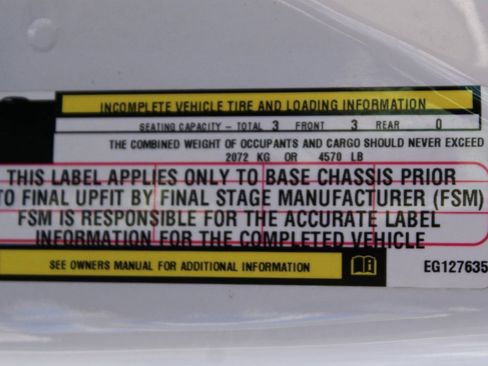 INCOMPLETE VEHICLE TIRE AND LOADING INFORMATION
SEATING CAPACITY - TOTAL 3 FRONT 3 REAR 0
THE COMBINED WEIGHT OF OCCUPANTS AND CARGO SHOULD NEVER EXCEED
2072 KG OR 4570 LB
THIS LABEL APPLIES ONLY TO BASE CHASSIS PRIOR
TO FINAL UPFIT BY FINAL STAGE MANUFACTURER (FSM)
FSM IS RESPONSIBLE FOR THE ACCURATE LABEL
INFORMATION FOR THE COMPLETED VEHICLE
SEE OWNERS MANUAL FOR ADDITIONAL INFORMATION EG127635